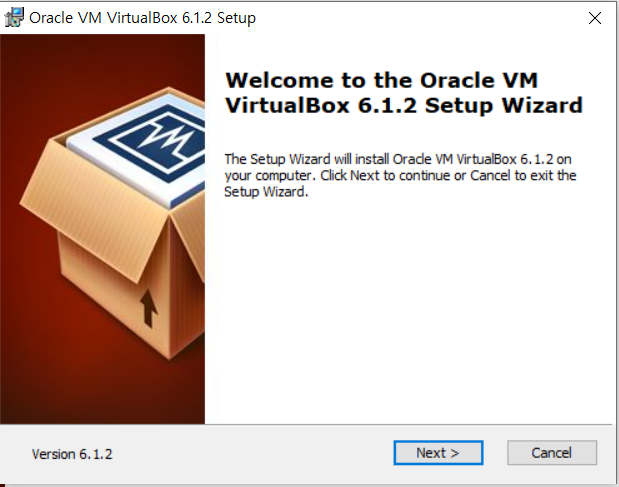 Oracle VM VirtualBox 6.1.2 Setup
Welcome to the Oracle VM
VirtualBox 6.1.2 Setup Wizard
The Setup Wizard will install Oracle VM VirtualBox 6.1.2 on
your computer. Click Next to continue or Cancel to exit the
Setup Wizard.
Version 6.1.2
Next >
Cancel